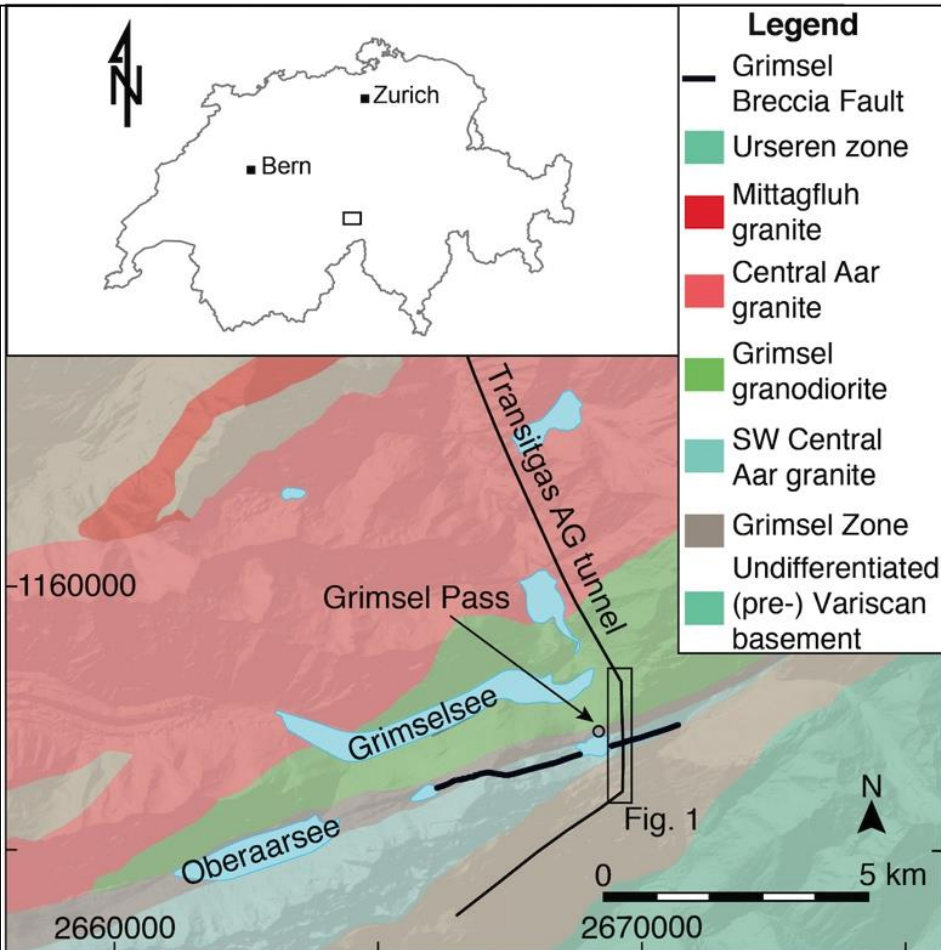 N
Zurich
Bern
Legend
Grimsel
Breccia Fault
Urseren zone
Mittagfluh
granite
Central Aar
granite
Grimsel
granodiorite
SW Central
Aar granite
Grimsel Zone
Undifferentiated
(pre-) Variscan
basement
Transitgas AG tunnel
1160000
Grimsel Pass
Grimselsee
Oberaarsee
Fig. 1
N
0
5 km
2660000
2670000